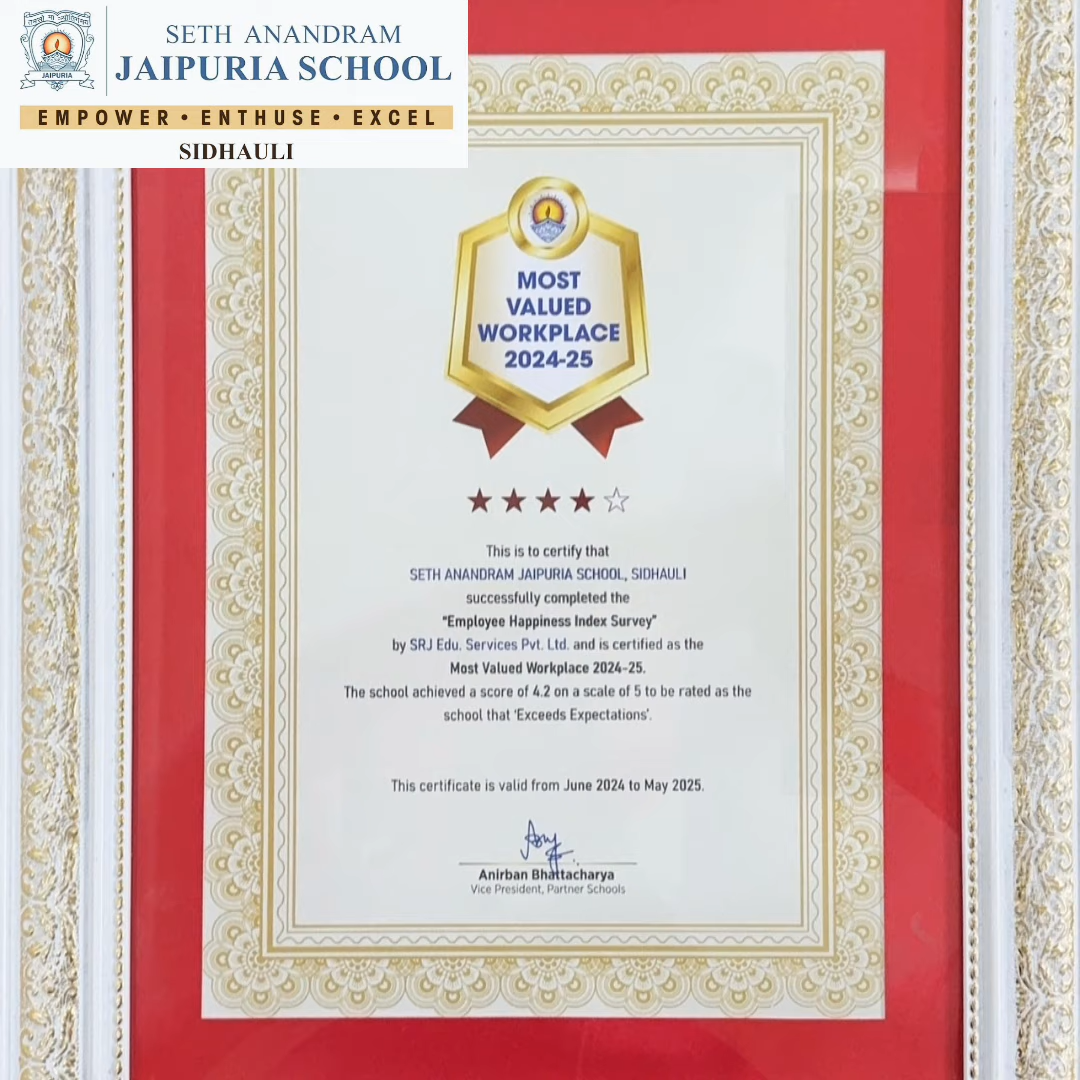 JAIPURIA
SETH ANANDRAM
JAIPURIA SCHOOL
EMPOWER • ENTHUSE • EXCEL
SIDHAULI
MOST
VALUED
WORKPLACE
2024-25
This is to certify that
SETH ANANDRAM JAIPURIA SCHOOL, SIDHAULI
successfully completed the
“Employee Happiness Index Survey”
by SRJ Edu. Services Pvt. Ltd. and is certified as the
Most Valued Workplace 2024-25.
The school achieved a score of 4.2 on a scale of 5 to be rated as the
school that ‘Exceeds Expectations’.
This certificate is valid from June 2024 to May 2025.
Anirban Bhattacharya
Vice President, Partner Schools